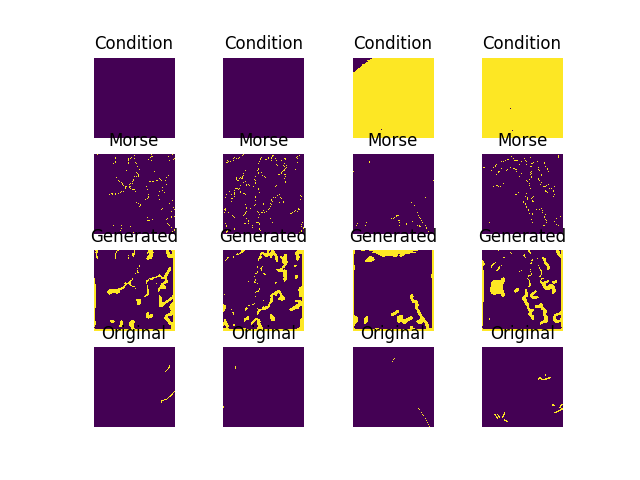 Condition Condition Condition Condition
Morse Morse Morse Morse
Generated Generated Generated Generated
Original Original Original Original